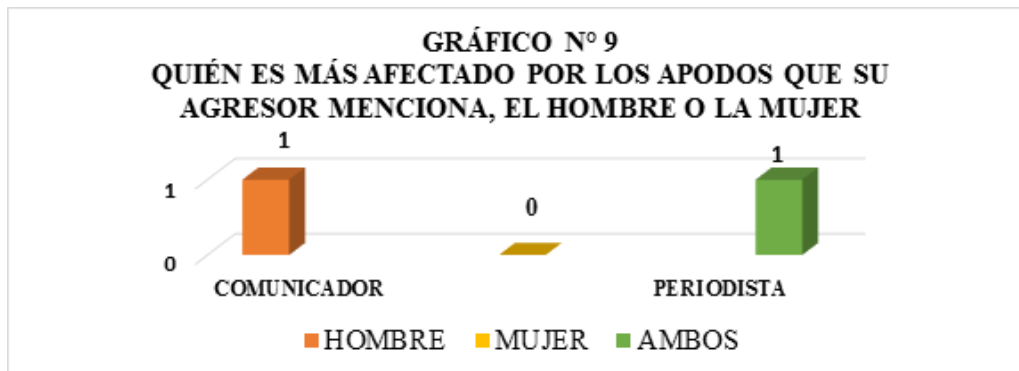 GRÁFICO N° 9
QUIÉN ES MÁS AFECTADO POR LOS APODOS QUE SU
AGRESOR MENCIONA, EL HOMBRE O LA MUJER
1
0
1
1
0
COMUNICADOR
PERIODISTA
HOMBRE MUJER AMBOS